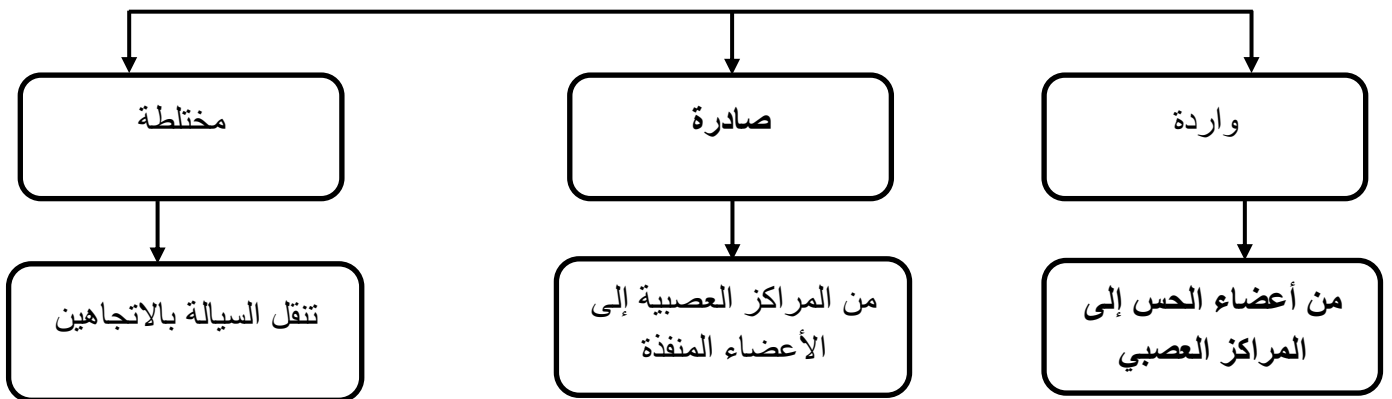 واردة
صادرة
مختلطة
من أعضاء الحس إلى
المراكز العصبي
من المراكز العصبية إلى
الأعضاء المنفذة
تنقل السيالة بالاتجاهين